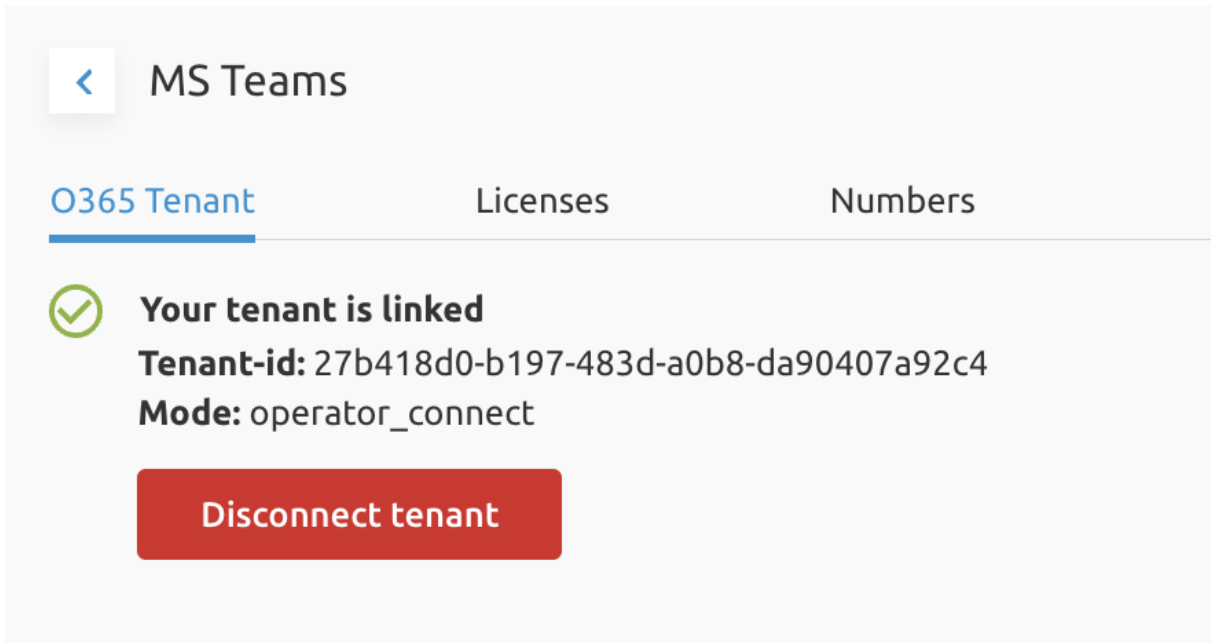 MS Teams
O365 Tenant Licenses Numbers
Your tenant is linked
Tenant-id: 27b418d0-b197-483d-a0b8-da90407a92c4
Mode: operator_connect
Disconnect tenant